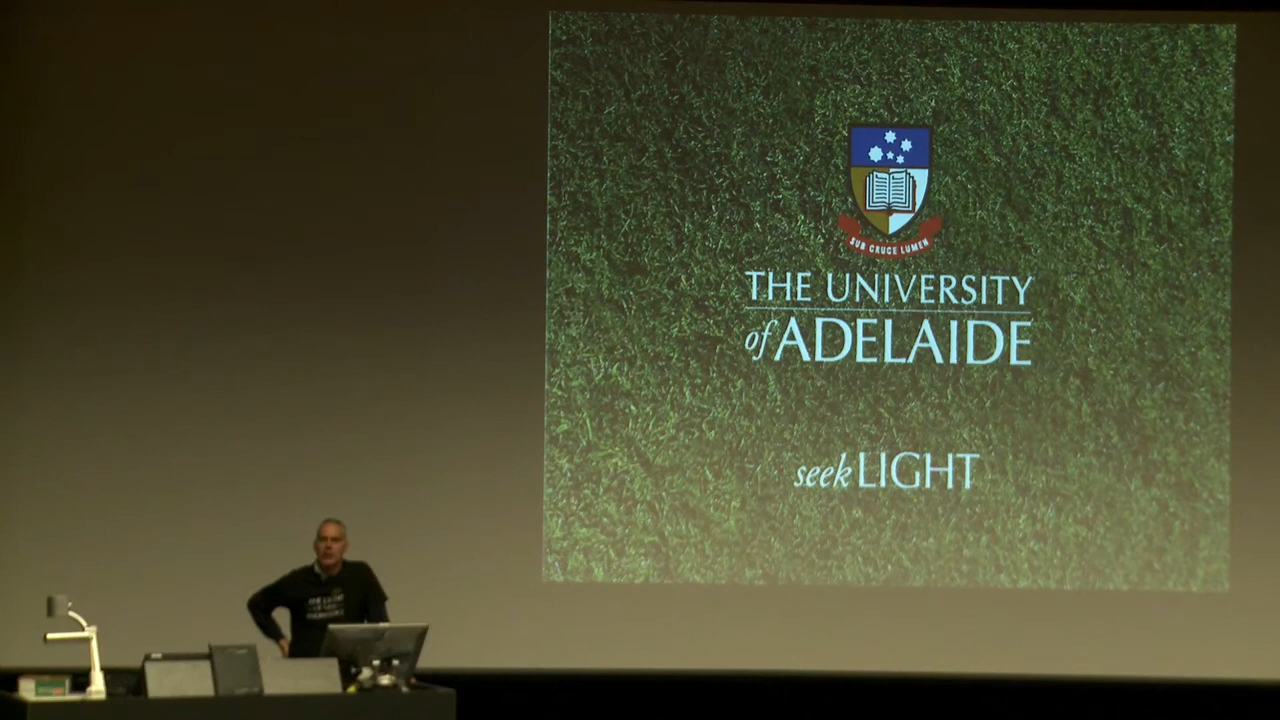 SUB CRUCE LUMEN
THE UNIVERSITY
of ADELAIDE
seek LIGHT